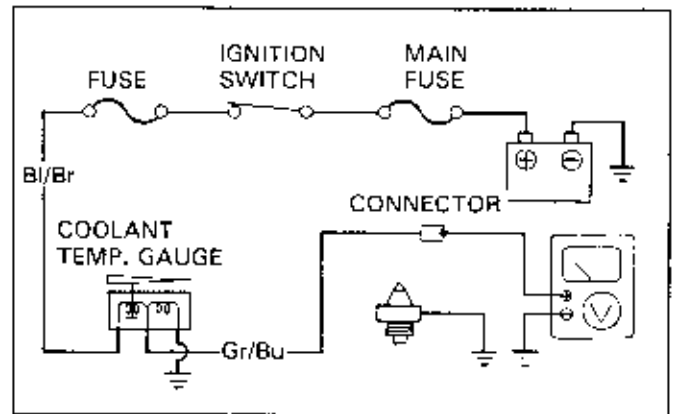 FUSE
IGNITION
SWITCH
MAIN
FUSE
Bl/Br
CONNECTOR
COOLANT
TEMP. GAUGE
Gr/Bu
V